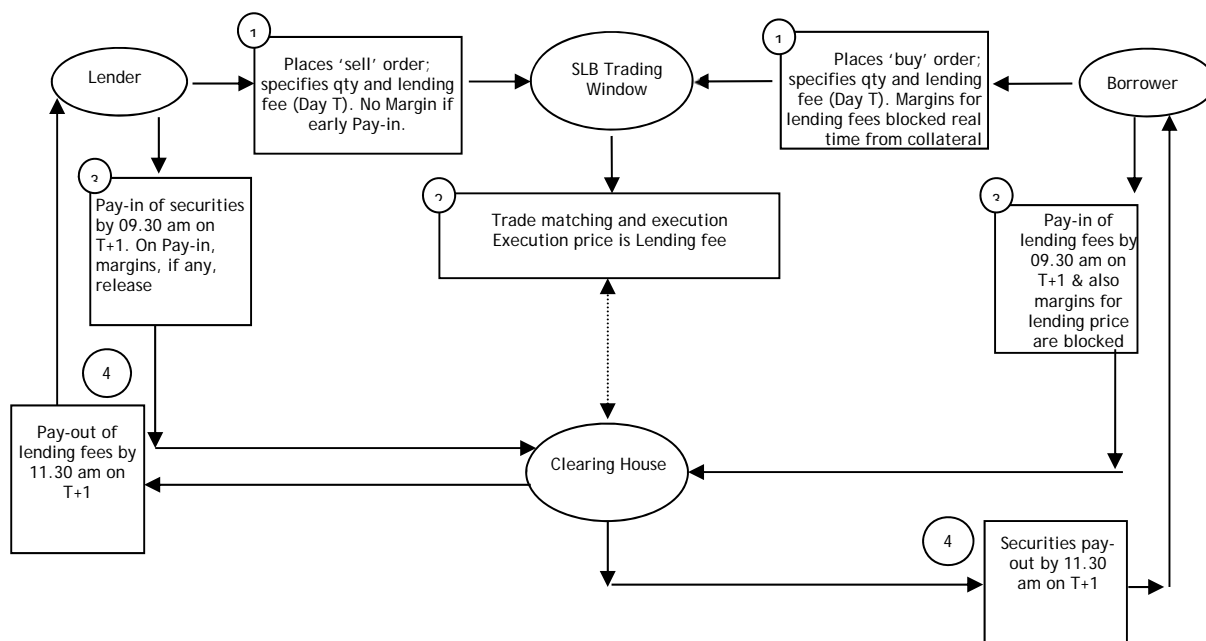 1
Places ‘sell’ order;
specifies qty and lending
fee (Day T). No Margin if
early Pay-in.
1
Places ‘buy’ order;
specifies qty and lending
fee (Day T). Margins for
lending fees blocked real
time from collateral
Lender
SLB Trading
Window
Borrower
3
Pay-in of securities
by 09.30 am on
T+1. On Pay-in,
margins, if any,
release
2
Trade matching and execution
Execution price is Lending fee
3
Pay-in of
lending fees by
09.30 am on
T+1 & also
margins for
lending price
are blocked
4
Pay-out of
lending fees by
11.30 am on
T+1
Clearing House
4
Securities pay-
out by 11.30
am on T+1